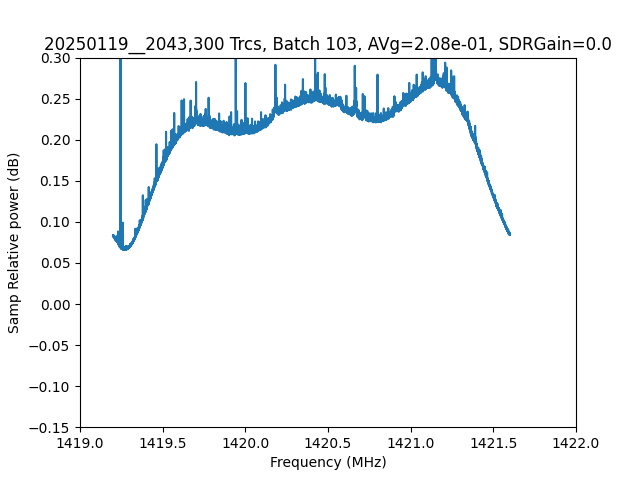 20250119__2043,300 Trcs, Batch 103, AVg=2.08e-01, SDRGain=0.0
0.30
0.25
0.20
0.15
0.10
0.05
0.00
−0.05
−0.10
−0.15
Samp Relative power (dB)
1419.0 1419.5 1420.0 1420.5 1421.0 1421.5 1422.0
Frequency (MHz)